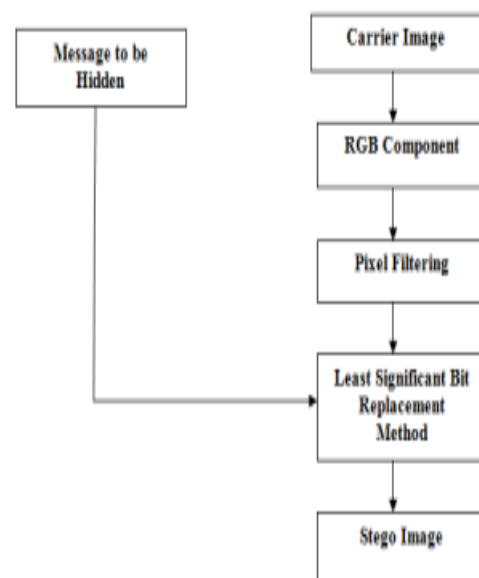 Message to be
Hidden
Carrier Image
RGB Component
Pixel Filtering
Least Significant Bit
Replacement
Method
Stego Image